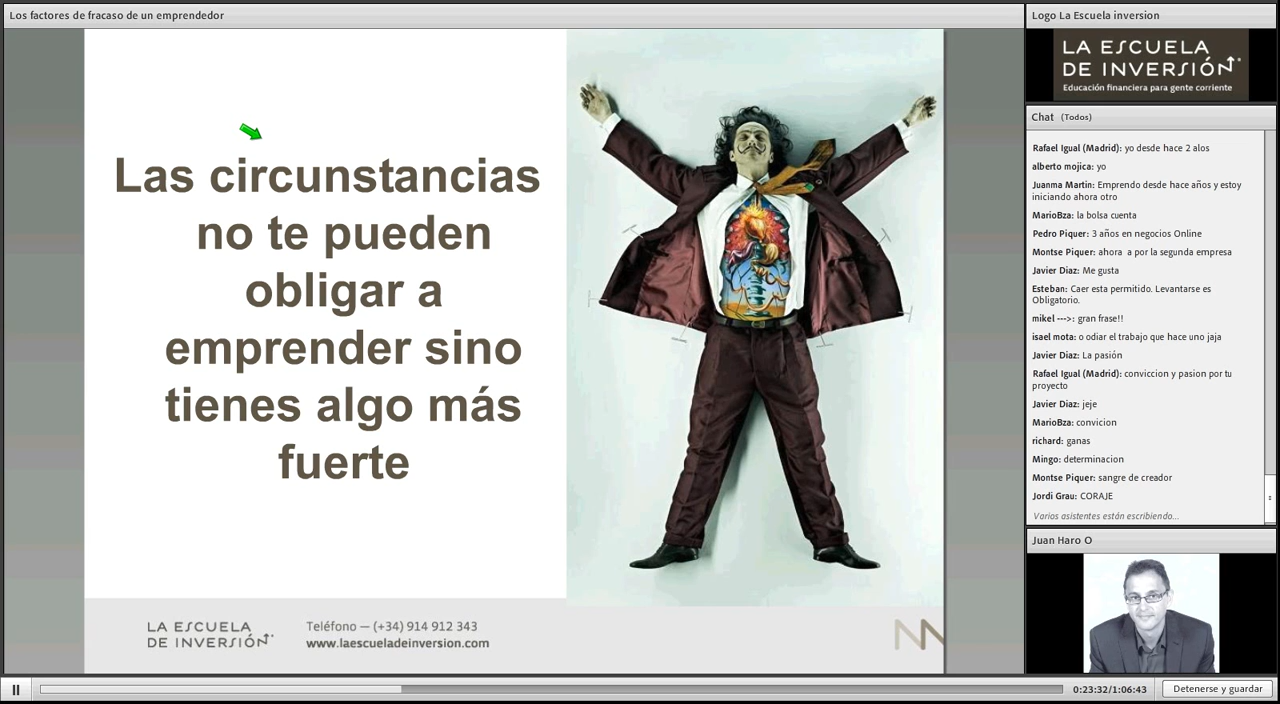 Los factores de fracaso de un emprendedor
Las circunstancias
no te pueden
obligar a
emprender sino
tienes algo más
fuerte
LA ESCUELA
DE INVERSIÓN
Teléfono — (+34) 914 912 343
www.laescueladeinversion.com
Logo La Escuela inversion
LA ESCUELA
DE INVERSIÓN
Educación financiera para gente corriente
Chat (Todos)
Rafael Igual (Madrid): yo desde hace 2 alos
alberto mojica: yo
Juanma Martin: Emprendo desde hace años y estoy
iniciando ahora otro
MarioBza: la bolsa cuenta
Pedro Piquer: 3 años en negocios Online
Montse Piquer: ahora a por la segunda empresa
Javier Diaz: Me gusta
Esteban: Caer esta permitido. Levantarse es
Obligatorio.
mikel --->: gran frase!!
isael mota: o odiar el trabajo que hace uno jaja
Javier Diaz: La pasión
Rafael Igual (Madrid): conviccion y pasion por tu
proyecto
Javier Diaz: jeje
MarioBza: convicion
richard: ganas
Mingo: determinacion
Montse Piquer: sangre de creador
Jordi Grau: CORAJE
Varios asistentes están escribiendo...
Juan Haro O
0:23:32/1:06:43
Detenerse y guardar